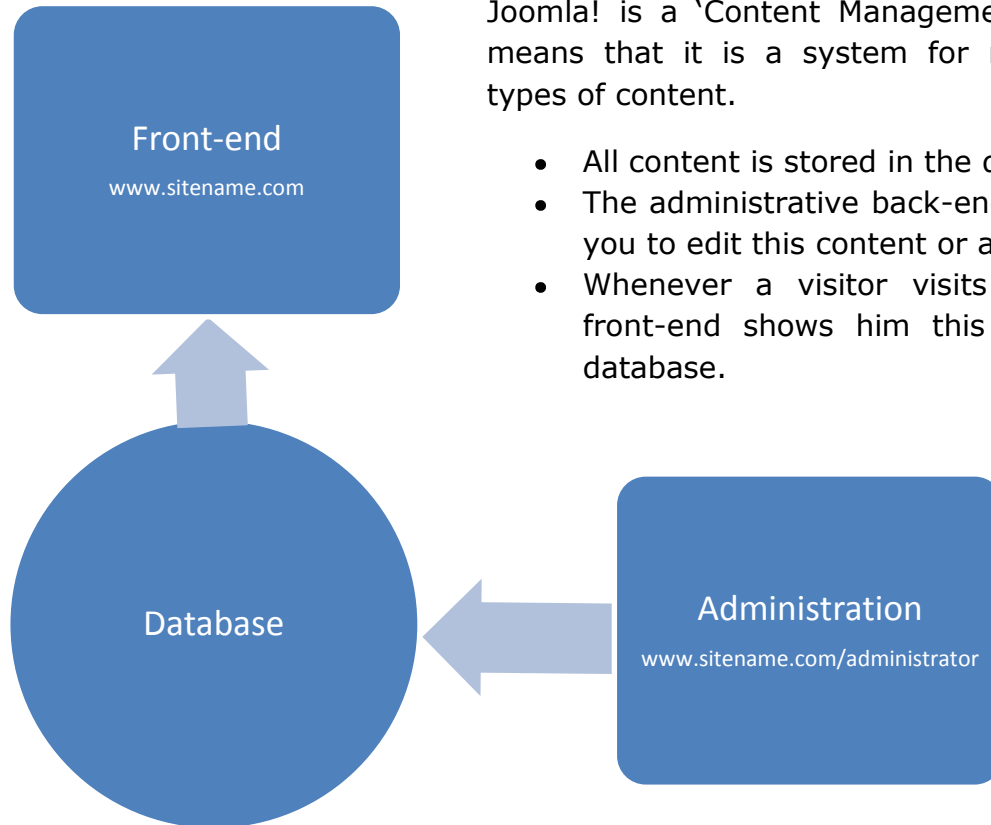 Joomla! is a ‘Content Manageme
means that it is a system for
types of content.
Front-end
www.sitename.com
• All content is stored in the
• The administrative back-en
you to edit this content or
• Whenever a visitor visits
front-end shows him this
database.
Database
Administration
www.sitename.com/administrator